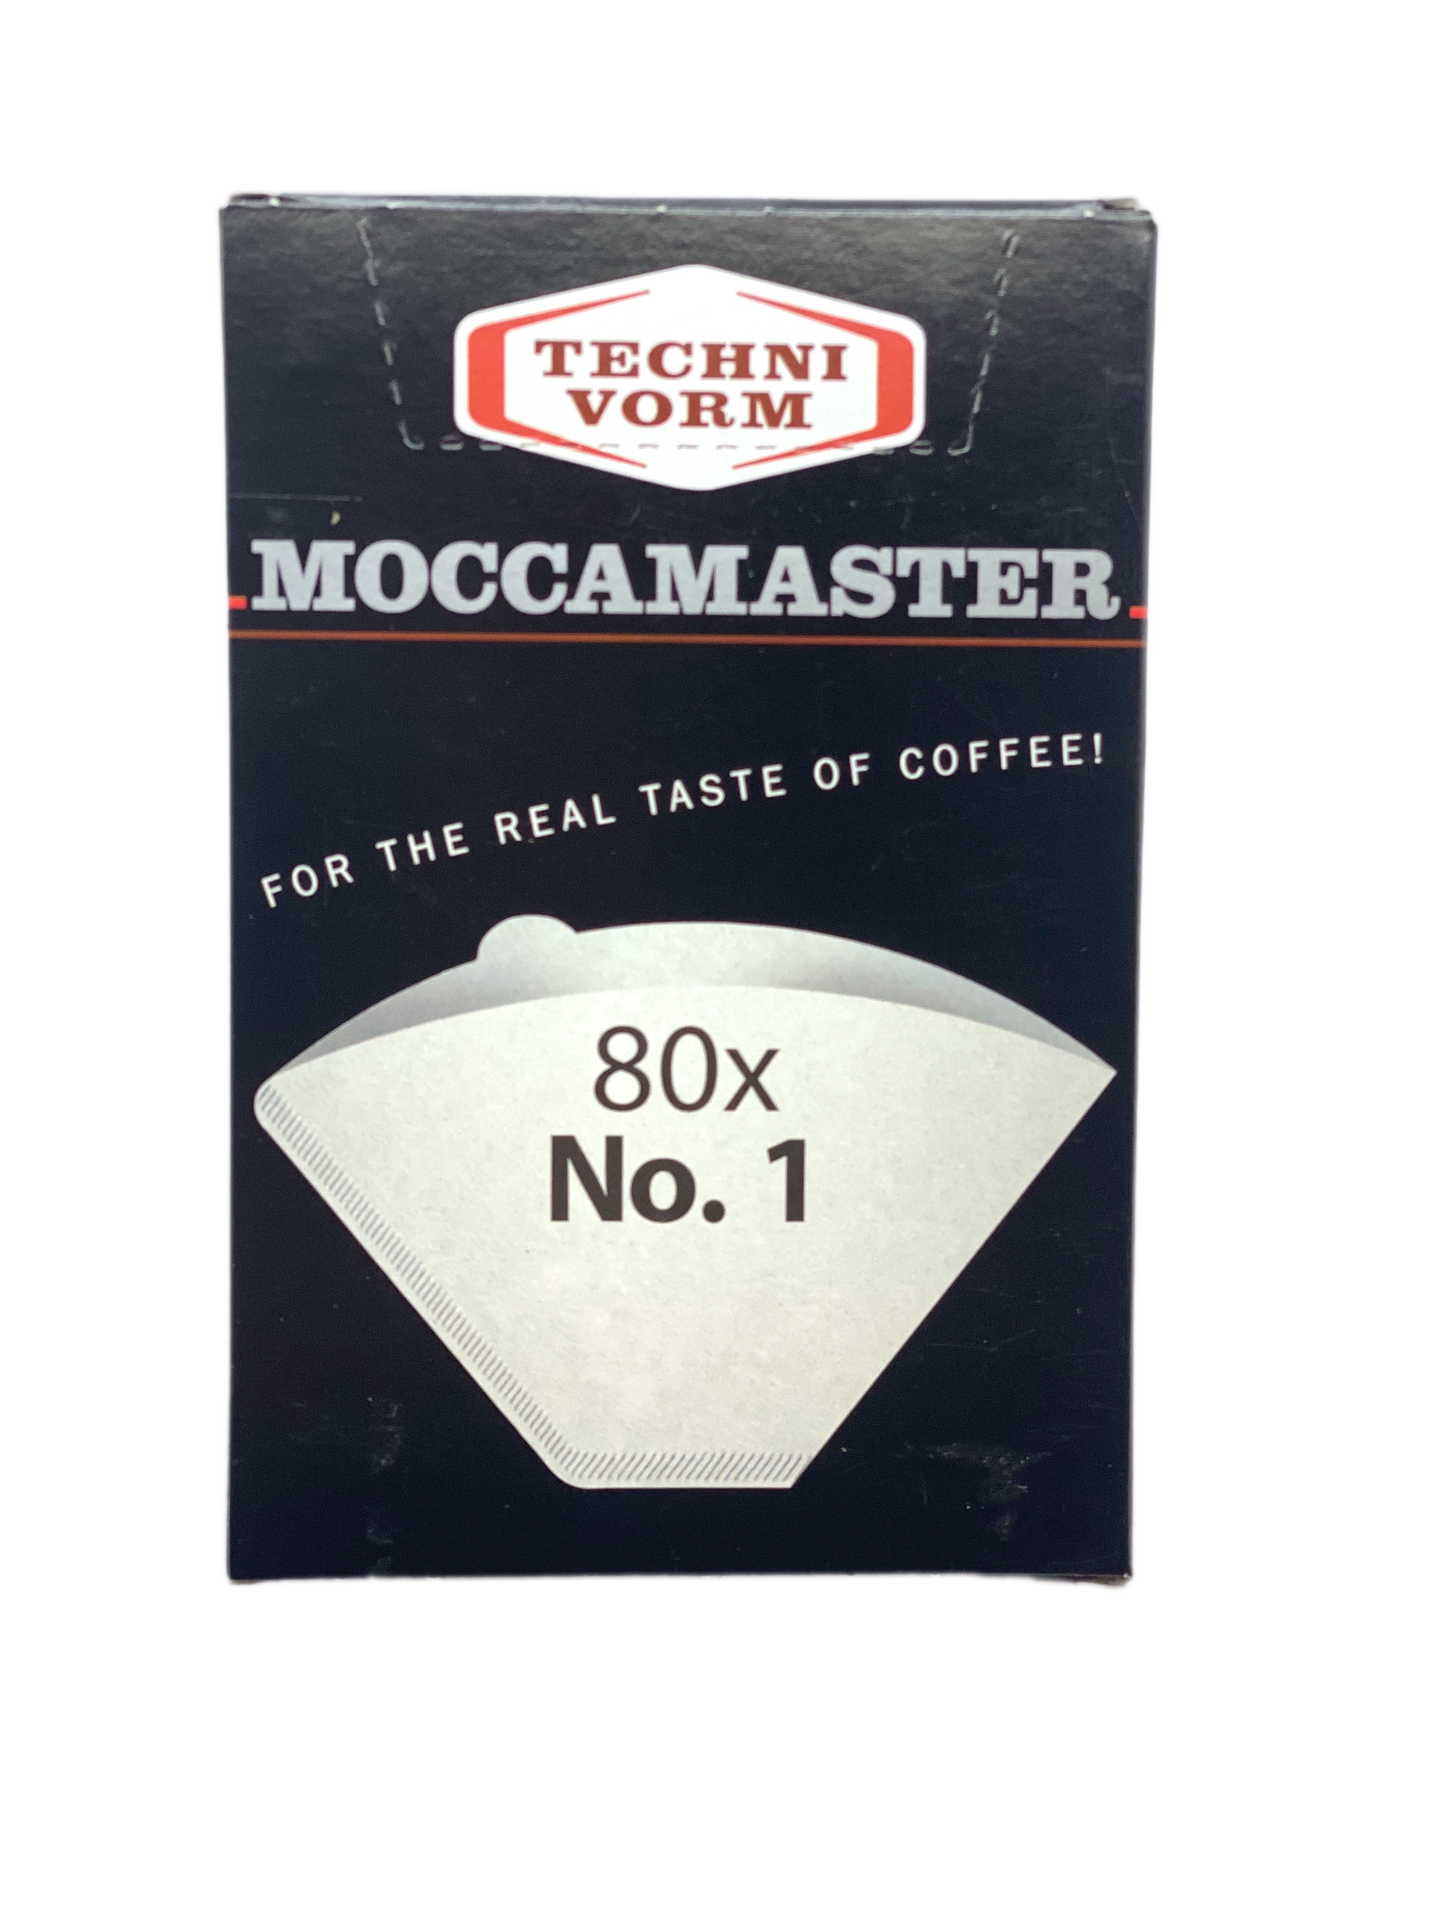 TECHNI
VORM
MOCCAMASTER
FOR THE REAL TASTE OF COFFEE!
80x
No. 1